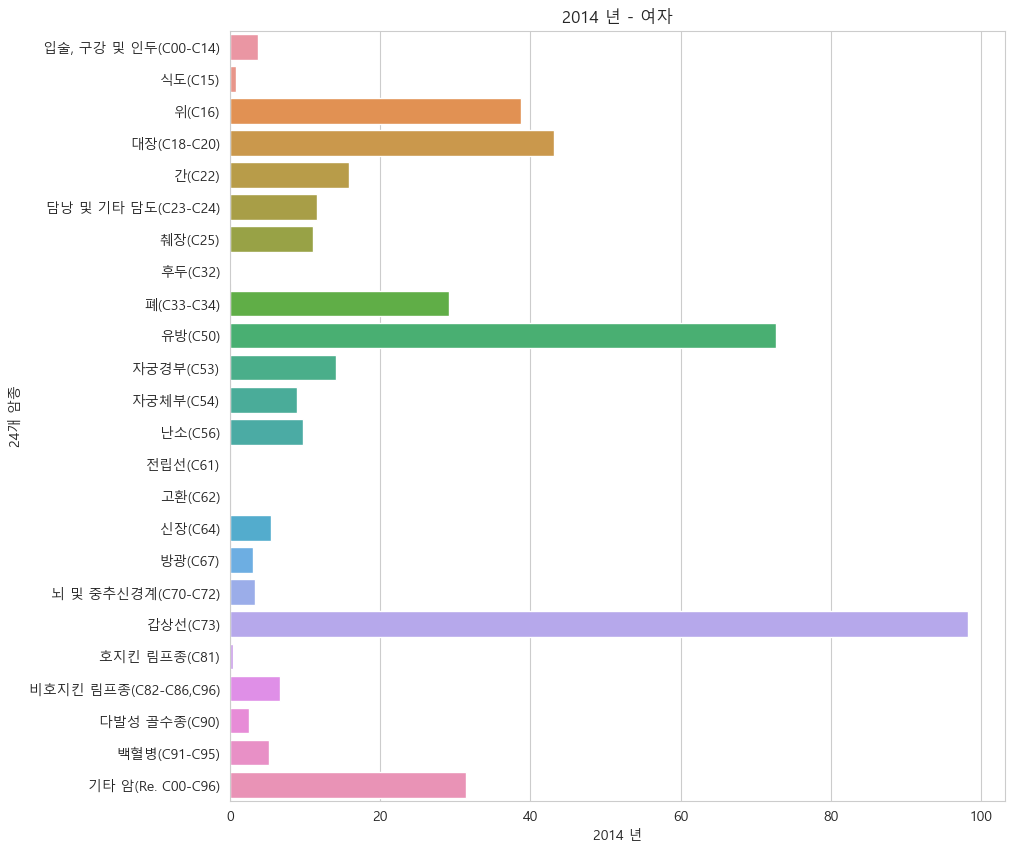 2014 년 - 여자
입술, 구강 및 인두(C00-C14)
식도(C15)
위(C16)
대장(C18-C20)
간(C22)
담낭 및 기타 담도(C23-C24)
췌장(C25)
후두(C32)
폐(C33-C34)
유방(C50)
자궁경부(C53)
자궁체부(C54)
난소(C56)
전립선(C61)
고환(C62)
신장(C64)
방광(C67)
뇌 및 중추신경계(C70-C72)
갑상선(C73)
호지킨 림프종(C81)
비호지킨 림프종(C82-C86,C96)
다발성 골수종(C90)
백혈병(C91-C95)
기타 암(Re. C00-C96)
24개 암종
0 20 40 60 80 100
2014 년